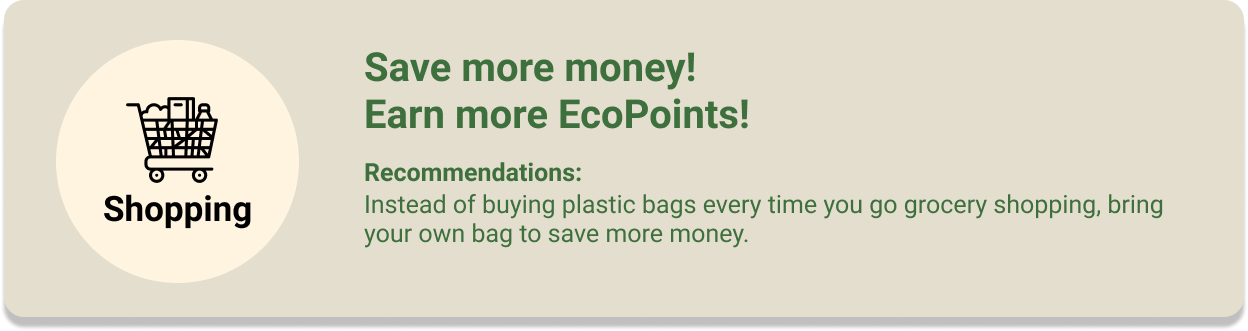 Shopping
Save more money!
Earn more EcoPoints!
Recommendations:
Instead of buying plastic bags every time you go grocery shopping, bring
your own bag to save more money.